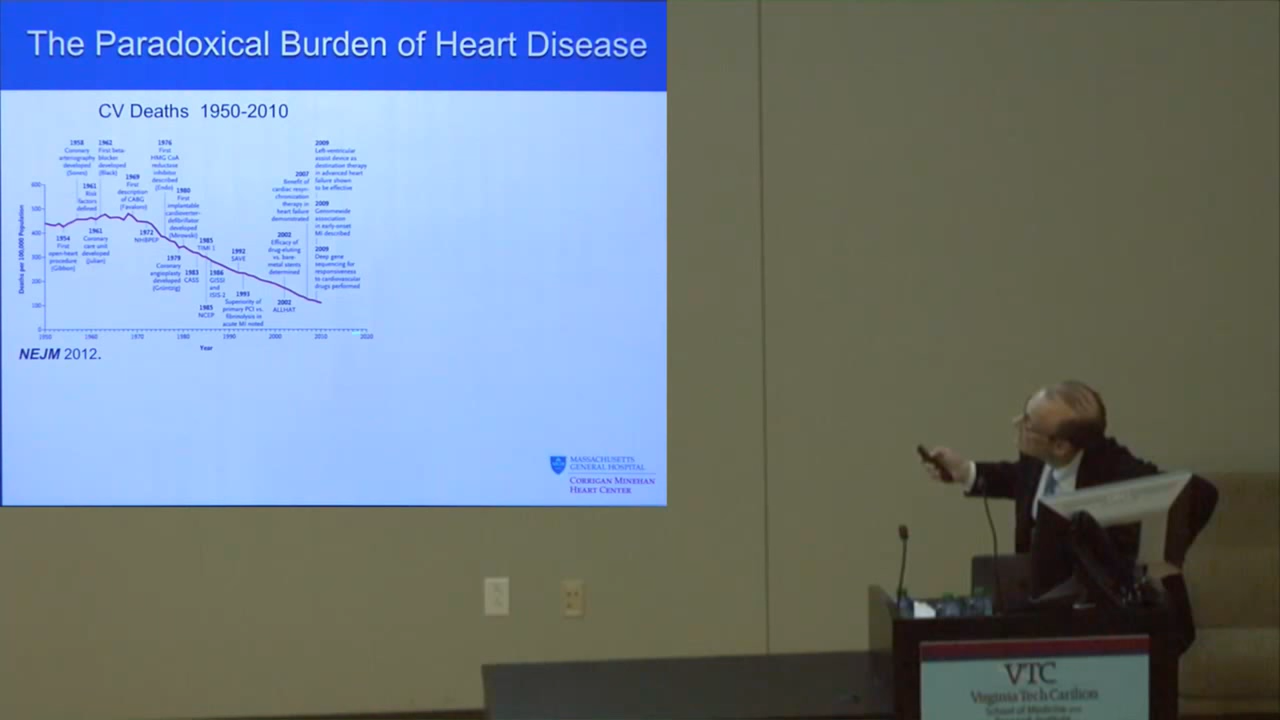 The Paradoxical Burden of Heart Disease
CV Deaths 1950-2010
1958
Coronary
arteriography
developed
(Sones)
1962
First beta-
blocker
developed
(Black)
1976
First
HMG CoA
reductase
inhibitor
described
(Endo)
2009
Left-ventricular
assist device as
destination therapy
in advanced heart
failure shown
to be effective
1961
Risk
factors
defined
1969
First
description
of CABG
(Favaloro)
1980
First
implantable
cardioverter-
defibrillator
developed
(Mirowski)
2007
Benefit of
cardiac resyn-
chronization
therapy in
heart failure
demonstrated
2009
Genomewide
association
in early-onset
MI described
1954
First
open-heart
procedure
(Gibbon)
1961
Coronary
care unit
developed
(Julian)
1972
NHBPEP
1985
TIMI 1
1992
SAVE
2002
Efficacy of
drug-eluting
vs. bare-
metal stents
determined
2009
Deep gene
sequencing for
responsiveness
to cardiovascular
drugs performed
1979
Coronary
angioplasty
developed
(Grüntzig)
1983
CASS
1986
GISSI
and
ISIS-2
1985
NCEP
1993
Superiority of
primary PCI vs.
fibrinolysis in
acute MI noted
2002
ALLHAT
Deaths per 100,000 Population
600
500
400
300
200
100
0
1950 1960 1970 1980 1990 2000 2010 2020
Year
NEJM 2012.
MASSACHUSETTS
GENERAL HOSPITAL
CORRIGAN MINEHAN
HEART CENTER
VTC
Virginia Tech Carilion
School of Medicine and